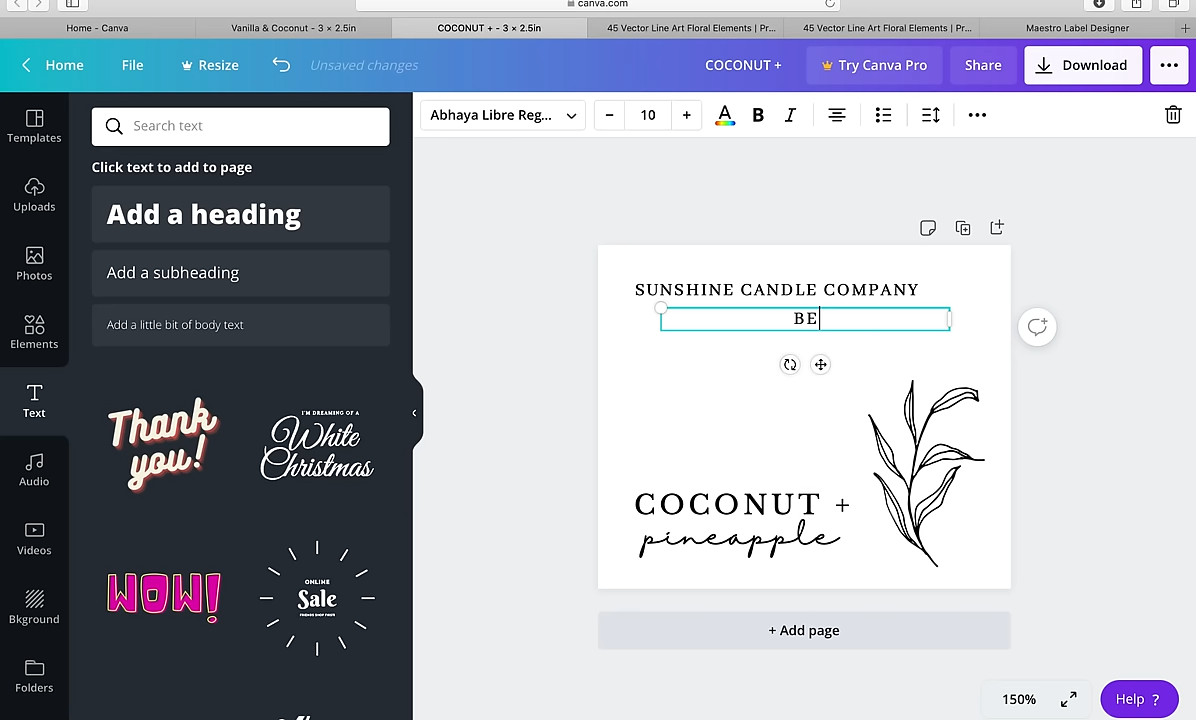 canva.com
Home - Canva
Vanilla & Coconut - 3 × 2.5in
COCONUT + - 3 × 2.5in
45 Vector Line Art Floral Elements | Pr...
45 Vector Line Art Floral Elements | Pr...
Maestro Label Designer
Home
File
Resize
Unsaved changes
COCONUT +
Try Canva Pro
Share
Download
Templates
Uploads
Photos
Elements
Text
Audio
Videos
Bkground
Folders
Search text
Click text to add to page
Add a heading
Add a subheading
Add a little bit of body text
Thank you!
I'M DREAMING OF A
White
Christmas
WOW!
ONLINE
Sale
FRIENDS SHOP FIRST
Abhaya Libre Reg...
− 10 +
A B I
SUNSHINE CANDLE COMPANY
BE
COCONUT +
pineapple
+ Add page
150%
Help ?